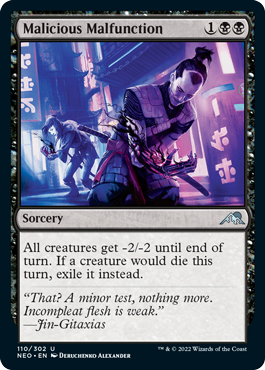 Malicious Malfunction 1
Sorcery
All creatures get -2/-2 until end of
turn. If a creature would die this
turn, exile it instead.
"That? A minor test, nothing more.
Incompleat flesh is weak."
—Jin-Gitaxias
110/302 U
NEO • EN Deruchenko Alexander
™ & © 2022 Wizards of the Coast